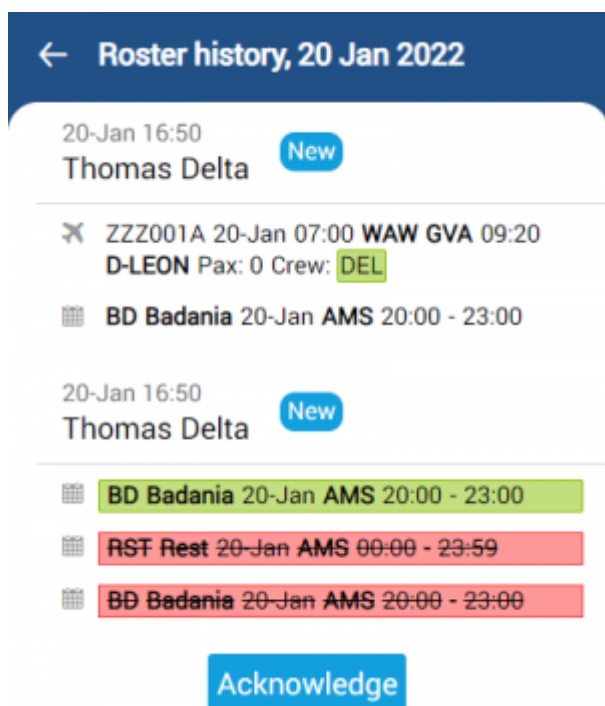 Roster history, 20 Jan 2022
20-Jan 16:50
New
Thomas Delta
ZZZ001A 20-Jan 07:00 WAW GVA 09:20
D-LEON Pax: 0 Crew: DEL
BD Badania 20-Jan AMS 20:00 - 23:00
20-Jan 16:50
New
Thomas Delta
BD Badania 20-Jan AMS 20:00 - 23:00
RST Rest 20-Jan AMS 00:00 - 23:59
BD Badania 20-Jan AMS 20:00 - 23:00
Acknowledge